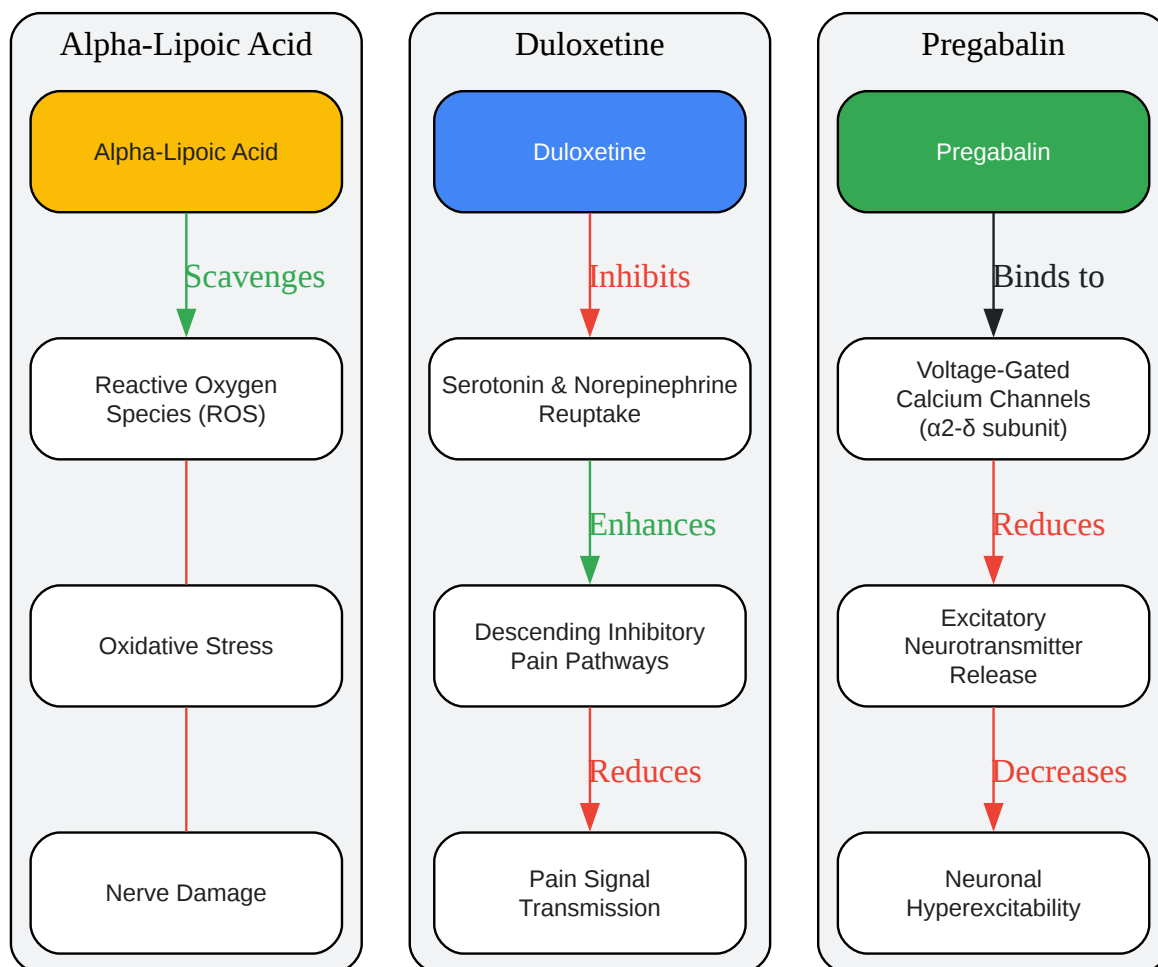 Alpha-Lipoic Acid
Alpha-Lipoic Acid
Scavenges
Reactive Oxygen
Species (ROS)
Oxidative Stress
Nerve Damage
Duloxetine
Duloxetine
Inhibits
Serotonin & Norepinephrine
Reuptake
Enhances
Descending Inhibitory
Pain Pathways
Reduces
Pain Signal
Transmission
Pregabalin
Pregabalin
Binds to
Voltage-Gated
Calcium Channels
(α2-δ subunit)
Reduces
Excitatory
Neurotransmitter
Release
Decreases
Neuronal
Hyperexcitability